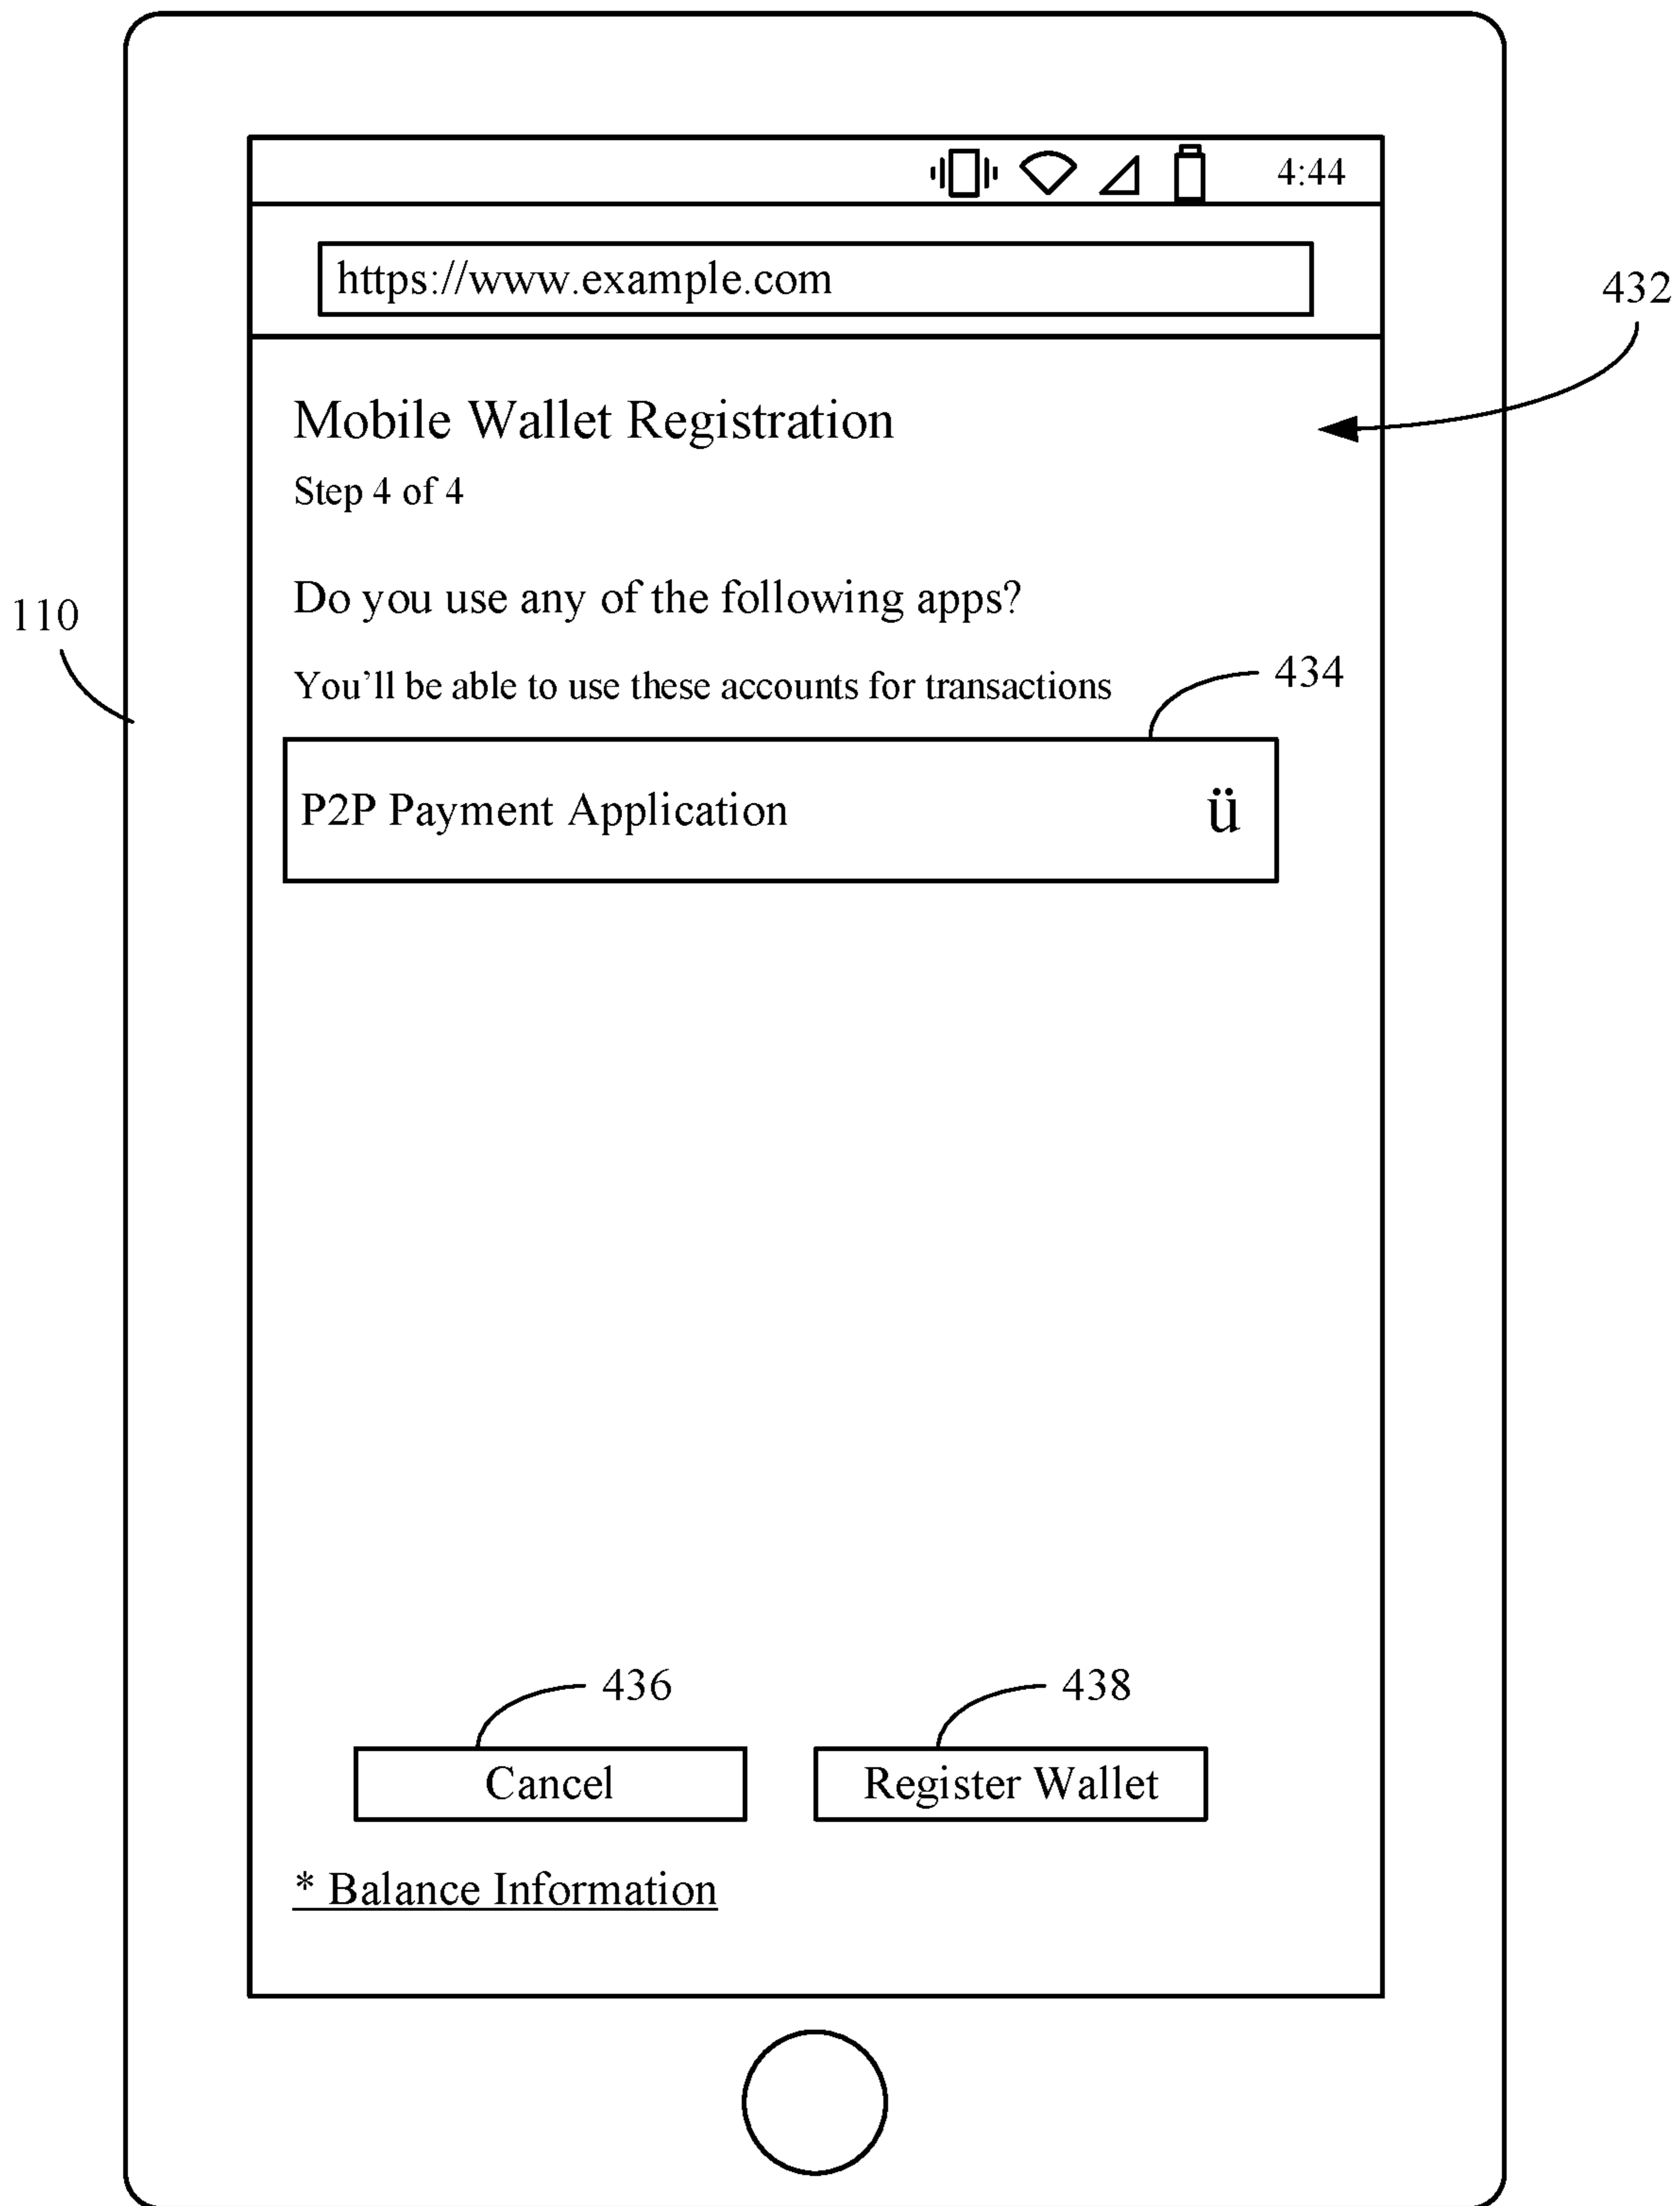 4:44
https://www.example.com
432
Mobile Wallet Registration
Step 4 of 4
Do you use any of the following apps?
110
You’ll be able to use these accounts for transactions
434
P2P Payment Application ü
436
438
Cancel
Register Wallet
* Balance Information